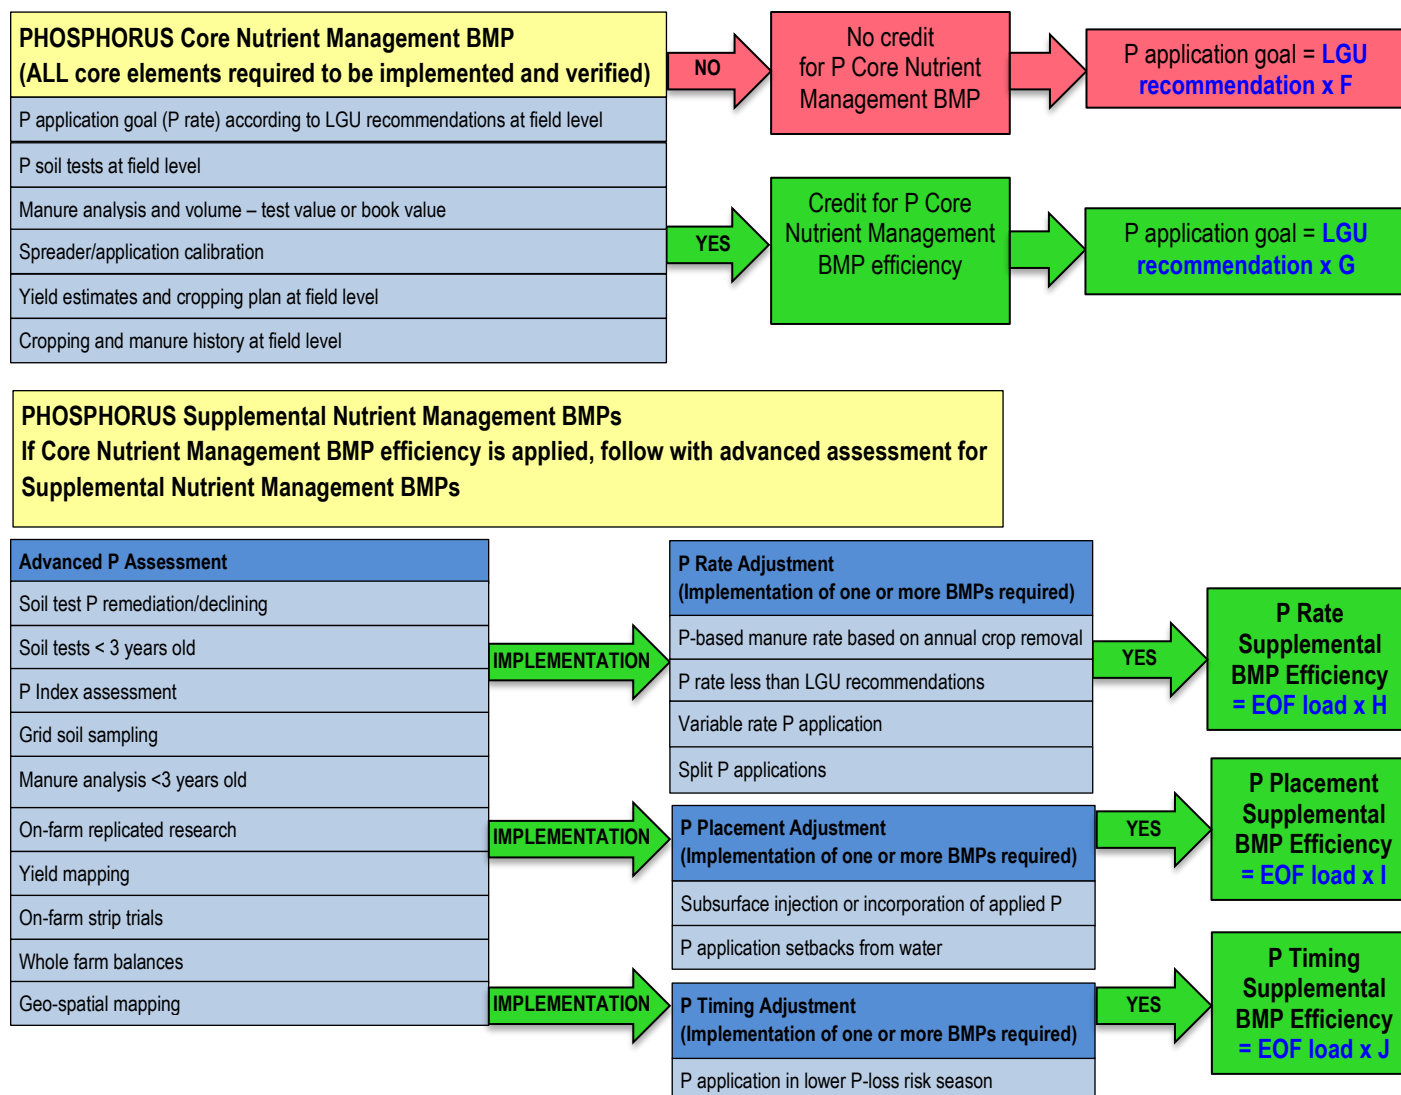 PHOSPHORUS Core Nutrient Management BMP
(ALL core elements required to be implemented and verified)
P application goal (P rate) according to LGU recommendations at field level
P soil tests at field level
Manure analysis and volume – test value or book value
Spreader/application calibration
Yield estimates and cropping plan at field level
Cropping and manure history at field level
NO
No credit
for P Core Nutrient
Management BMP
P application goal = LGU
recommendation x F
YES
Credit for P Core
Nutrient Management
BMP efficiency
P application goal = LGU
recommendation x G
PHOSPHORUS Supplemental Nutrient Management BMPs
If Core Nutrient Management BMP efficiency is applied, follow with advanced assessment for
Supplemental Nutrient Management BMPs
Advanced P Assessment
Soil test P remediation/declining
Soil tests < 3 years old
P Index assessment
Grid soil sampling
Manure analysis <3 years old
On-farm replicated research
Yield mapping
On-farm strip trials
Whole farm balances
Geo-spatial mapping
IMPLEMENTATION
P Rate Adjustment
(Implementation of one or more BMPs required)
P-based manure rate based on annual crop removal
P rate less than LGU recommendations
Variable rate P application
Split P applications
YES
P Rate
Supplemental
BMP Efficiency
= EOF load x H
IMPLEMENTATION
P Placement Adjustment
(Implementation of one or more BMPs required)
Subsurface injection or incorporation of applied P
P application setbacks from water
YES
P Placement
Supplemental
BMP Efficiency
= EOF load x I
IMPLEMENTATION
P Timing Adjustment
(Implementation of one or more BMPs required)
P application in lower P-loss risk season
YES
P Timing
Supplemental
BMP Efficiency
= EOF load x J